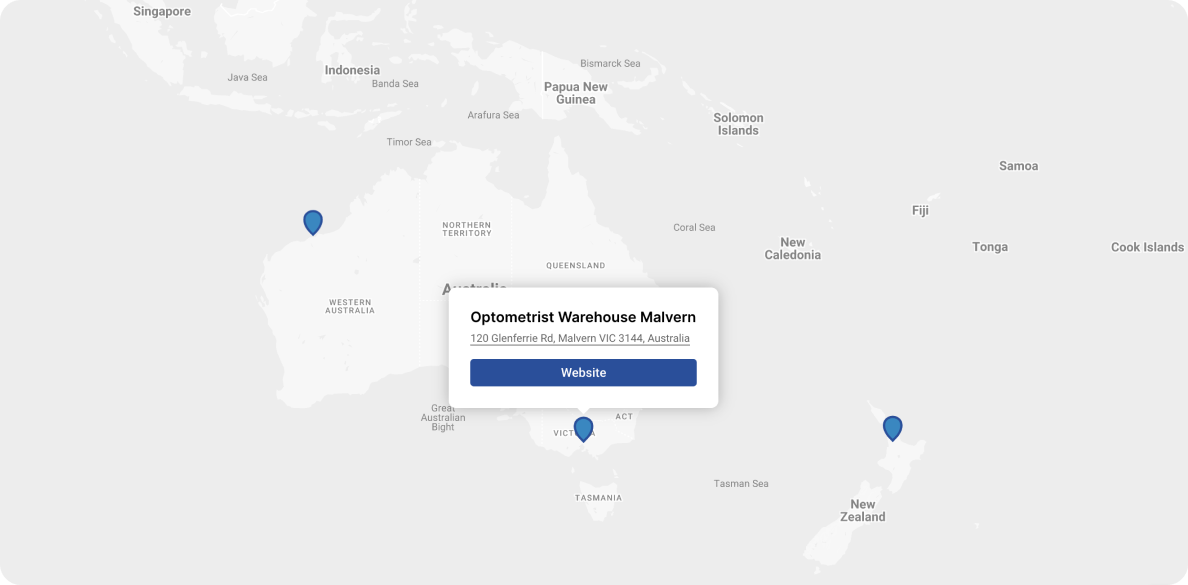 Singapore
Java Sea
Indonesia
Banda Sea
Bismarck Sea
Papua New
Guinea
Arafura Sea
Solomon
Islands
Timor Sea
Samoa
Fiji
NORTHERN
TERRITORY
Coral Sea
New
Caledonia
Tonga
Cook Islands
QUEENSLAND
Australia
WESTERN
AUSTRALIA
Optometrist Warehouse Malvern
120 Glenferrie Rd, Malvern VIC 3144, Australia
Website
Great
Australian
Bight
ACT
VICTORIA
Tasman Sea
TASMANIA
New
Zealand